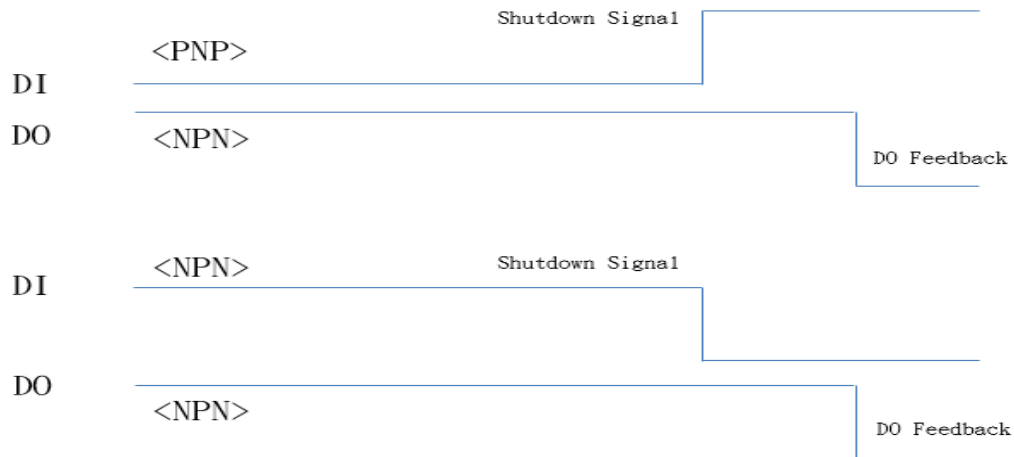 Shutdown Signal
<PNP>
DI
DO
<NPN>
DO Feedback
<NPN>
Shutdown Signal
DI
DO
<NPN>
DO Feedback